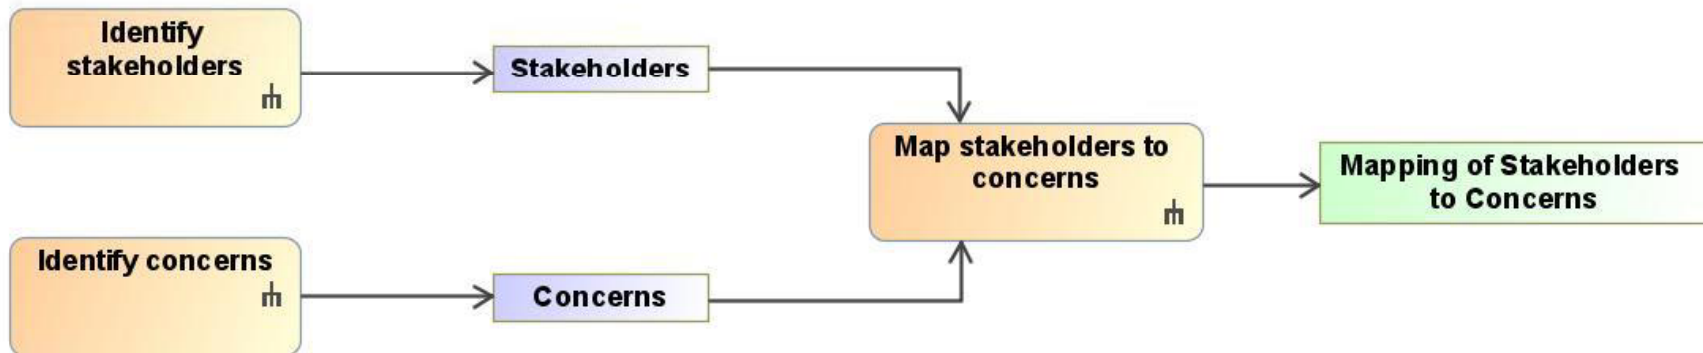 Identify
stakeholders
Stakeholders
Map stakeholders to
concerns
Mapping of Stakeholders
to Concerns
Identify concerns
Concerns